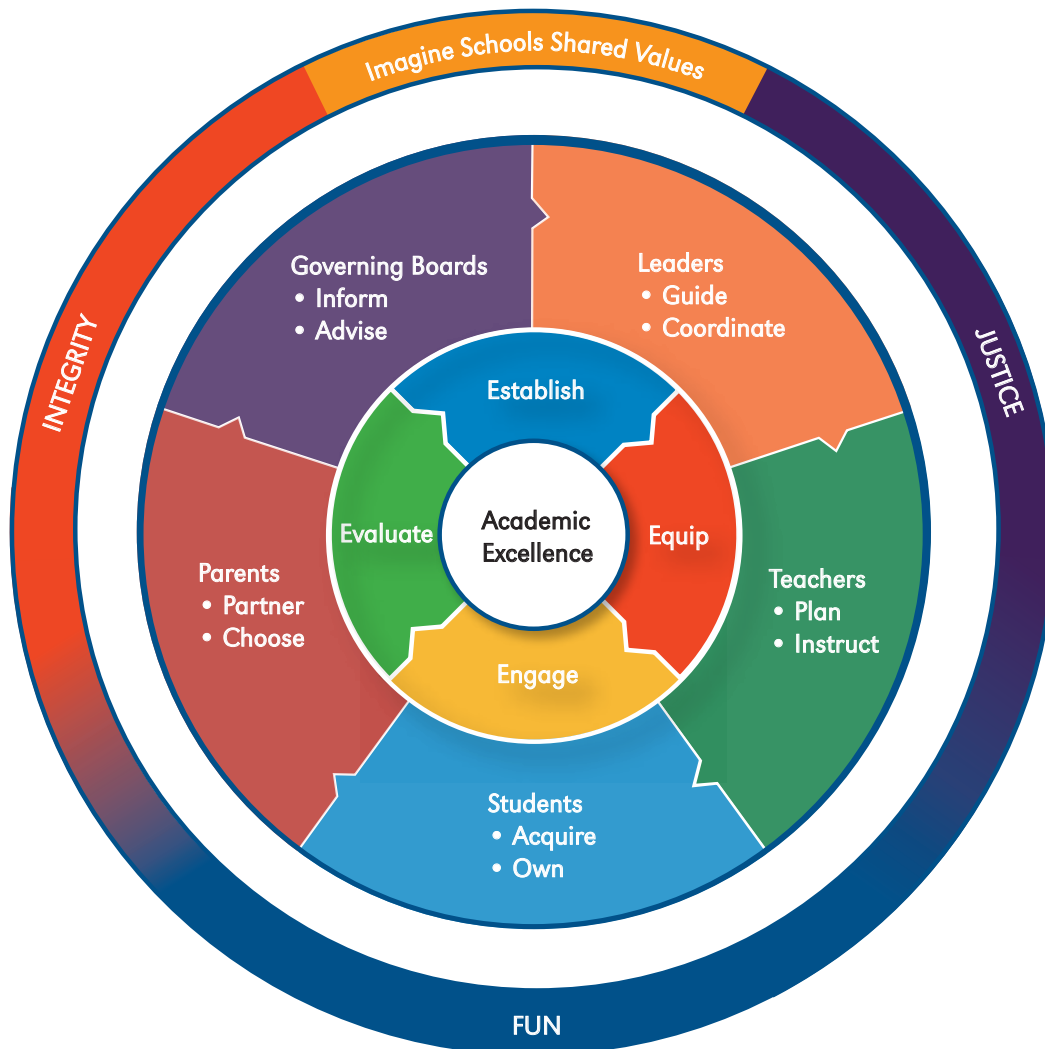 Imagine Schools Shared Values
INTEGRITY
JUSTICE
Governing Boards
• Inform
• Advise
Leaders
• Guide
• Coordinate
Establish
Evaluate
Academic
Excellence
Equip
Engage
Parents
• Partner
• Choose
Teachers
• Plan
• Instruct
Students
• Acquire
• Own
FUN